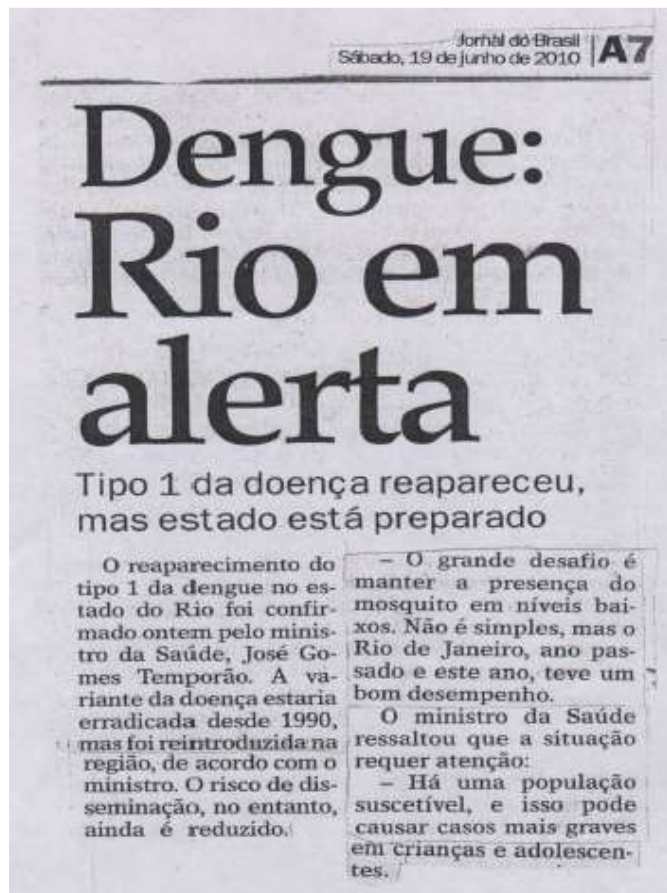 Jornal do Brasil
Sábado, 19 de junho de 2010 | A7
Dengue:
Rio em
alerta
Tipo 1 da doença reapareceu,
mas estado está preparado
O reaparecimento do
tipo 1 da dengue no es-
tado do Rio foi confir-
mado ontem pelo minis-
tro da Saúde, José Go-
mes Temporão. A va-
riante da doença estaria
erradicada desde 1990,
mas foi reintroduzida na
região, de acordo com o
ministro. O risco de dis-
seminação, no entanto,
ainda é reduzido.
– O grande desafio é
manter a presença do
mosquito em níveis bai-
xos. Não é simples, mas o
Rio de Janeiro, ano pas-
sado e este ano, teve um
bom desempenho.
O ministro da Saúde
ressaltou que a situação
requer atenção:
– Há uma população
suscetível, e isso pode
causar casos mais graves
em crianças e adolescen-
tes.